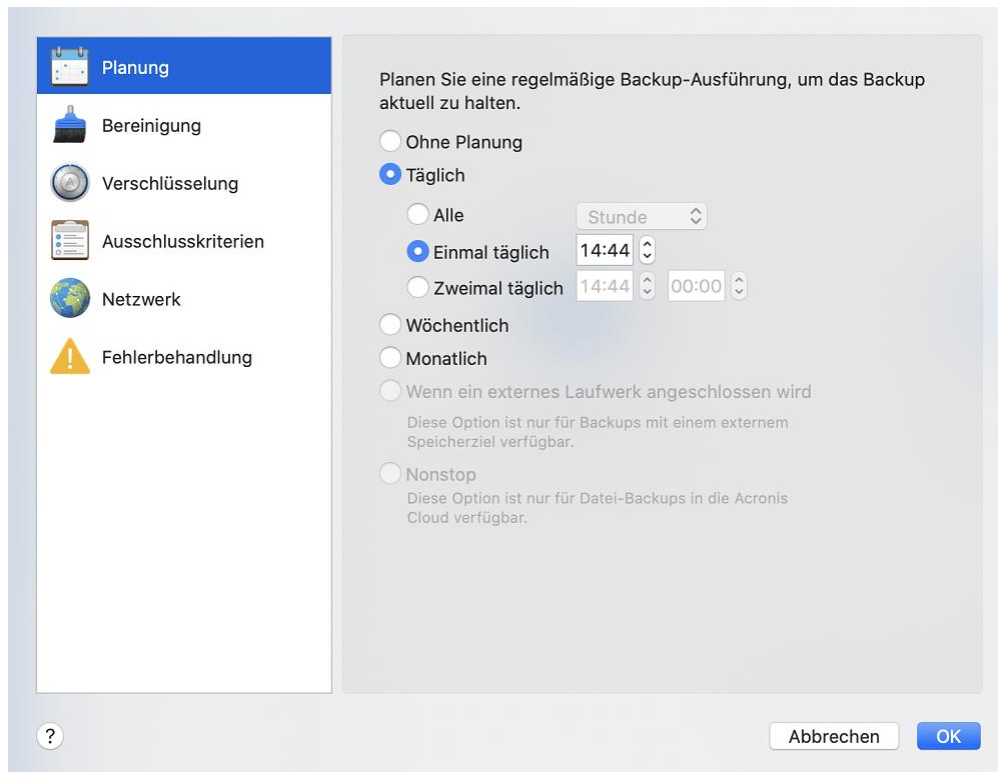 Planung
Bereinigung
Verschlüsselung
Ausschlusskriterien
Netzwerk
Fehlerbehandlung
Planen Sie eine regelmäßige Backup-Ausführung, um das Backup
aktuell zu halten.
Ohne Planung
Täglich
Alle Stunde
Einmal täglich 14:44
Zweimal täglich 14:44 00:00
Wöchentlich
Monatlich
Wenn ein externes Laufwerk angeschlossen wird
Diese Option ist nur für Backups mit einem externem
Speicherziel verfügbar.
Nonstop
Diese Option ist nur für Datei-Backups in die Acronis
Cloud verfügbar.
? Abbrechen OK